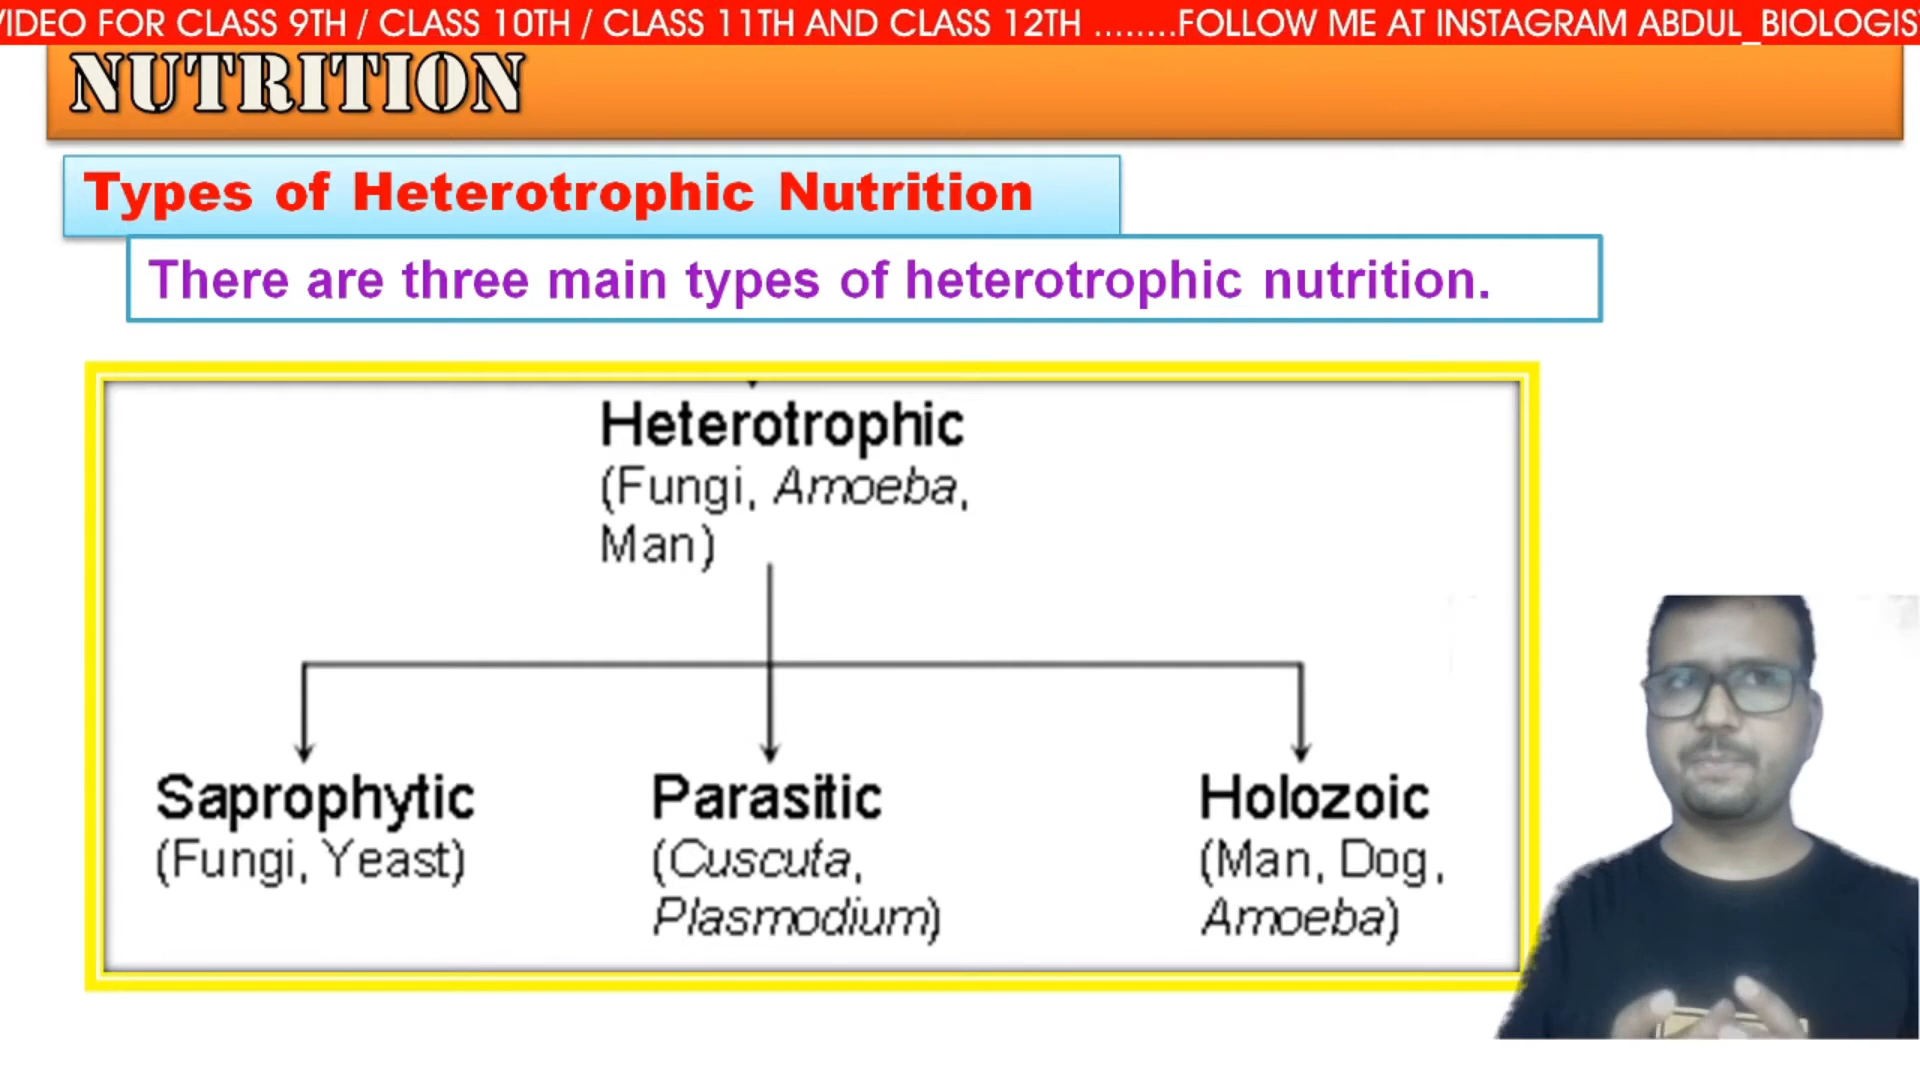 VIDEO FOR CLASS 9TH / CLASS 10TH / CLASS 11TH AND CLASS 12TH ........FOLLOW ME AT INSTAGRAM ABDUL_BIOLOGIS
NUTRITION
Types of Heterotrophic Nutrition
There are three main types of heterotrophic nutrition.
Heterotrophic
(Fungi, Amoeba,
Man)
Saprophytic
(Fungi, Yeast)
Parasitic
(Cuscuta,
Plasmodium)
Holozoic
(Man, Dog,
Amoeba)